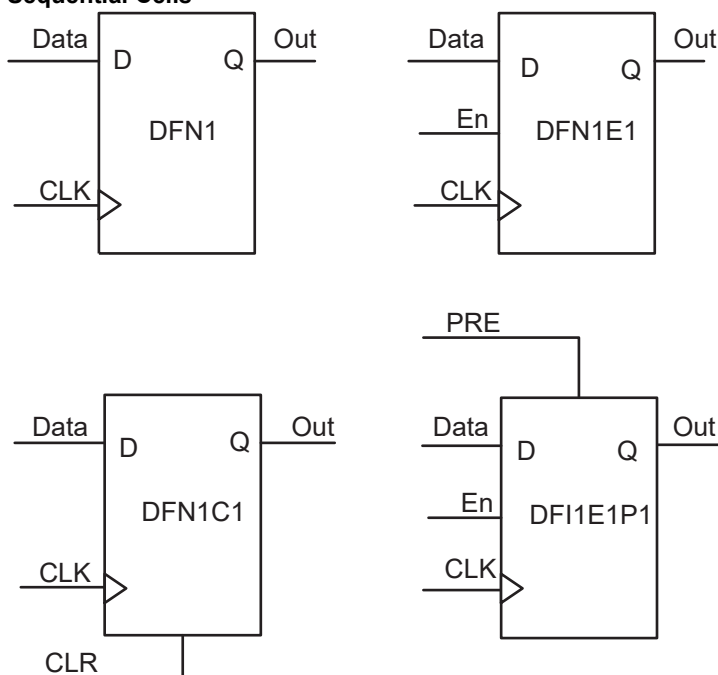 Sequential Cells
Data
D
Q
Out
DFN1
CLK
Data
D
Q
Out
En
DFN1E1
CLK
Data
D
Q
Out
DFN1C1
CLK
CLR
PRE
Data
D
Q
Out
En
DFI1E1P1
CLK